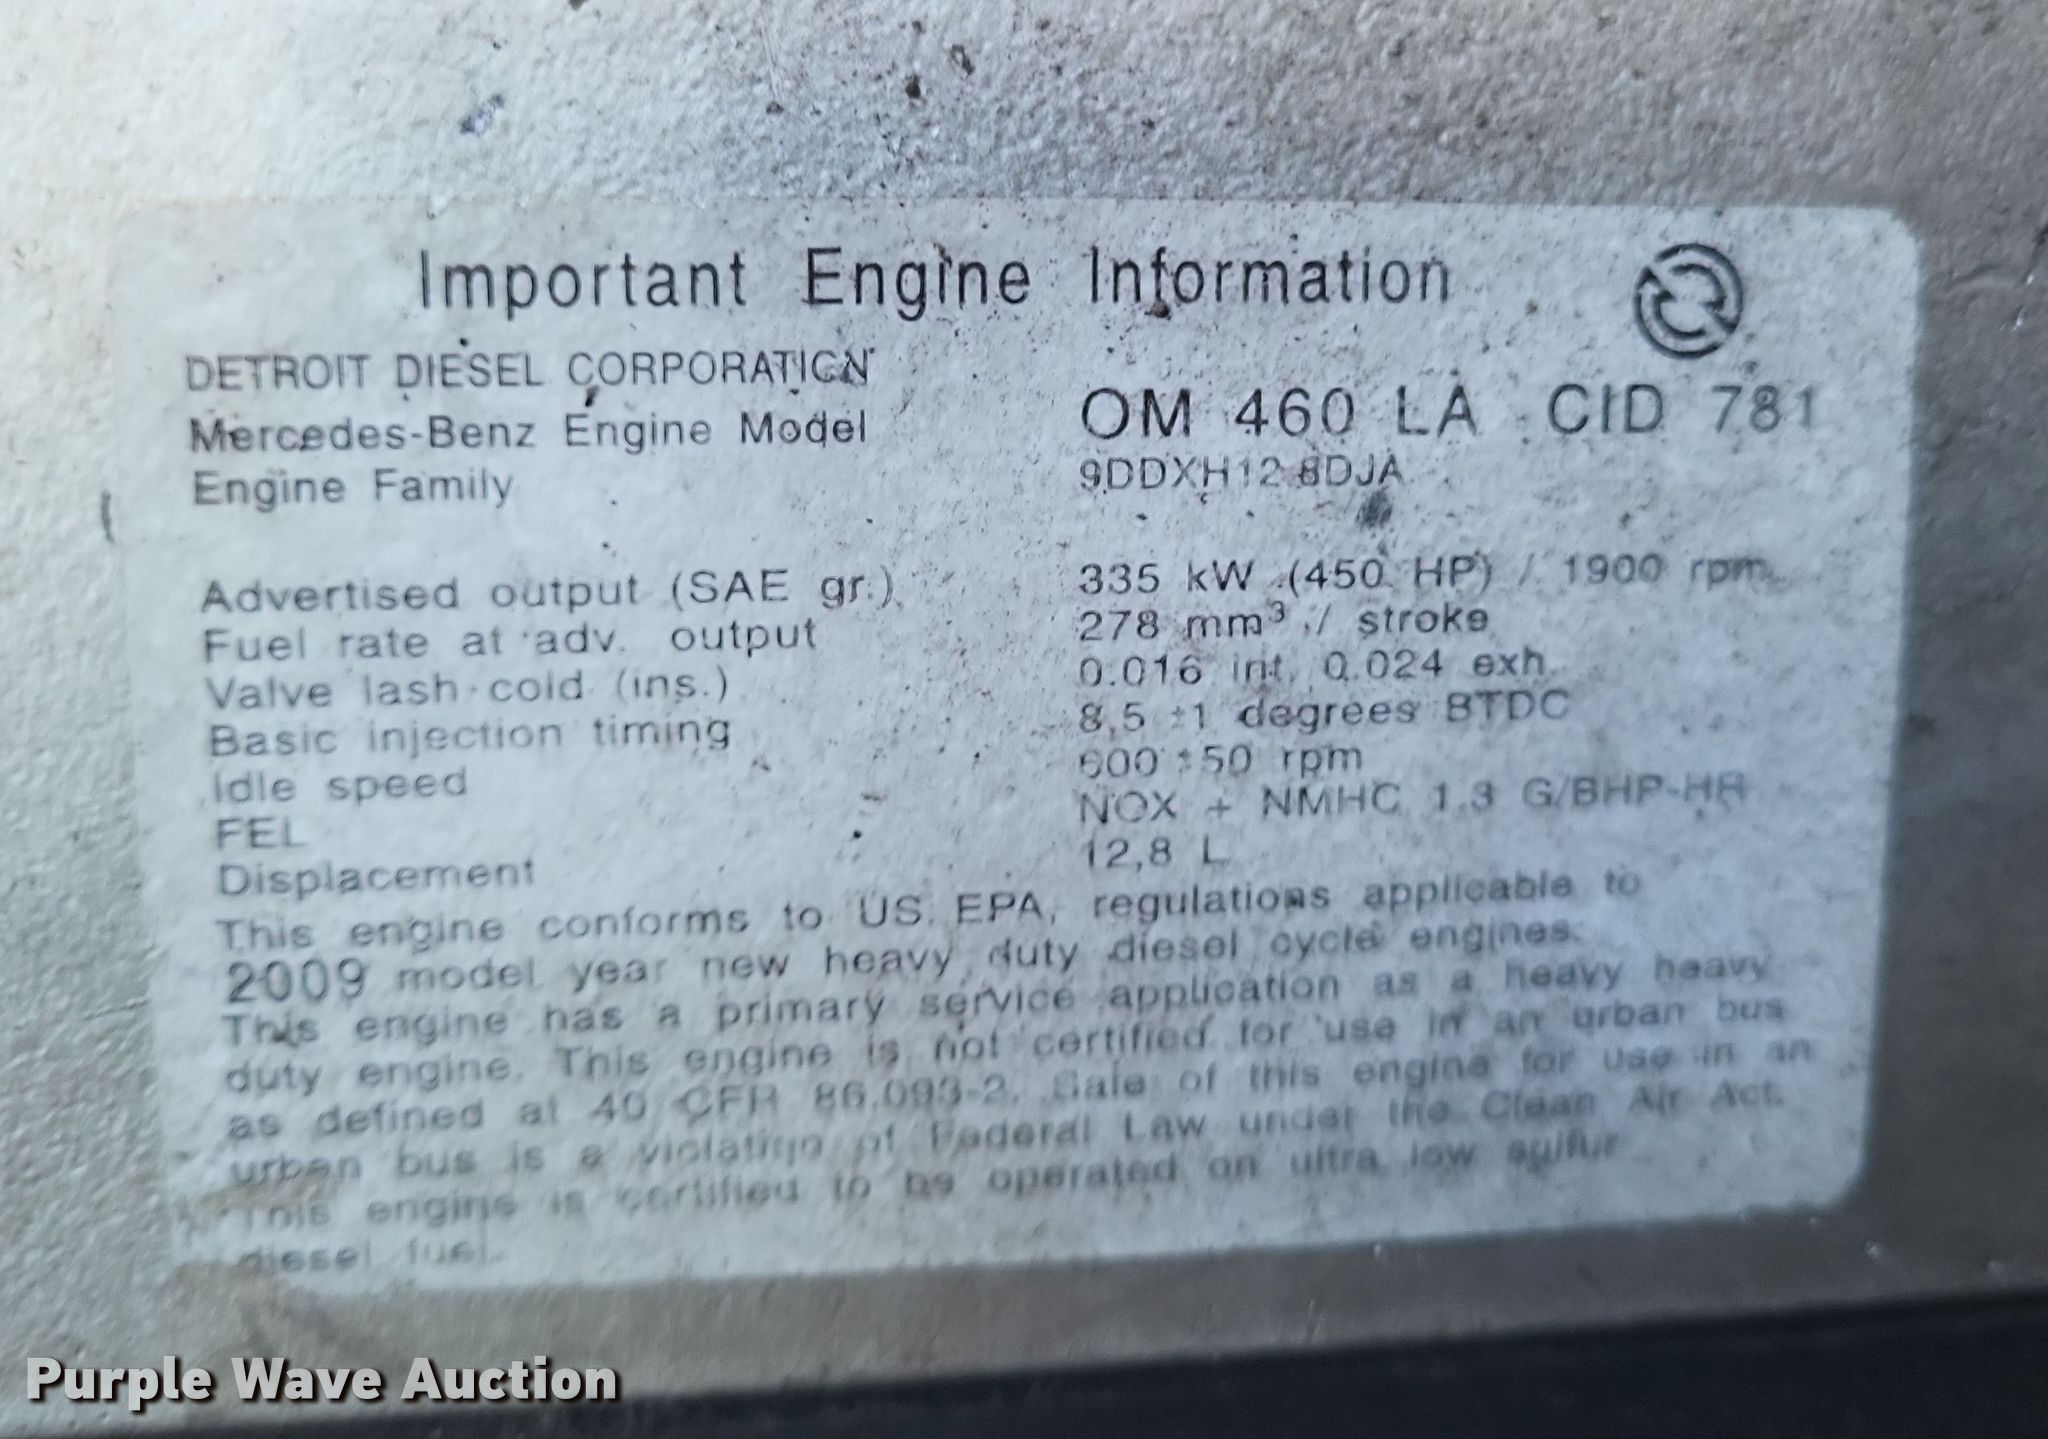 Important Engine Information
DETROIT DIESEL CORPORATION
Mercedes-Benz Engine Model OM 460 LA CID 781
Engine Family 9DDXH12.8DJA
Advertised output (SAE gr.) 335 kW (450 HP) / 1900 rpm
Fuel rate at adv. output 278 mm³ / stroke
Valve lash cold (ins.) 0.016 int. 0.024 exh.
Basic injection timing 8,5 ±1 degrees BTDC
Idle speed 600 ±50 rpm
FEL NOX + NMHC 1.3 G/BHP-HR
Displacement 12,8 L
This engine conforms to US. EPA, regulations applicable to
2009 model year new heavy duty diesel cycle engines.
This engine has a primary service application as a heavy heavy
duty engine. This engine is not certified for use in an urban bus
as defined at 40 CFR 86.093-2. Sale of this engine for use in an
urban bus is a violation of Federal Law under the Clean Air Act.
This engine is certified to be operated on ultra low sulfur
diesel fuel.
Purple Wave Auction